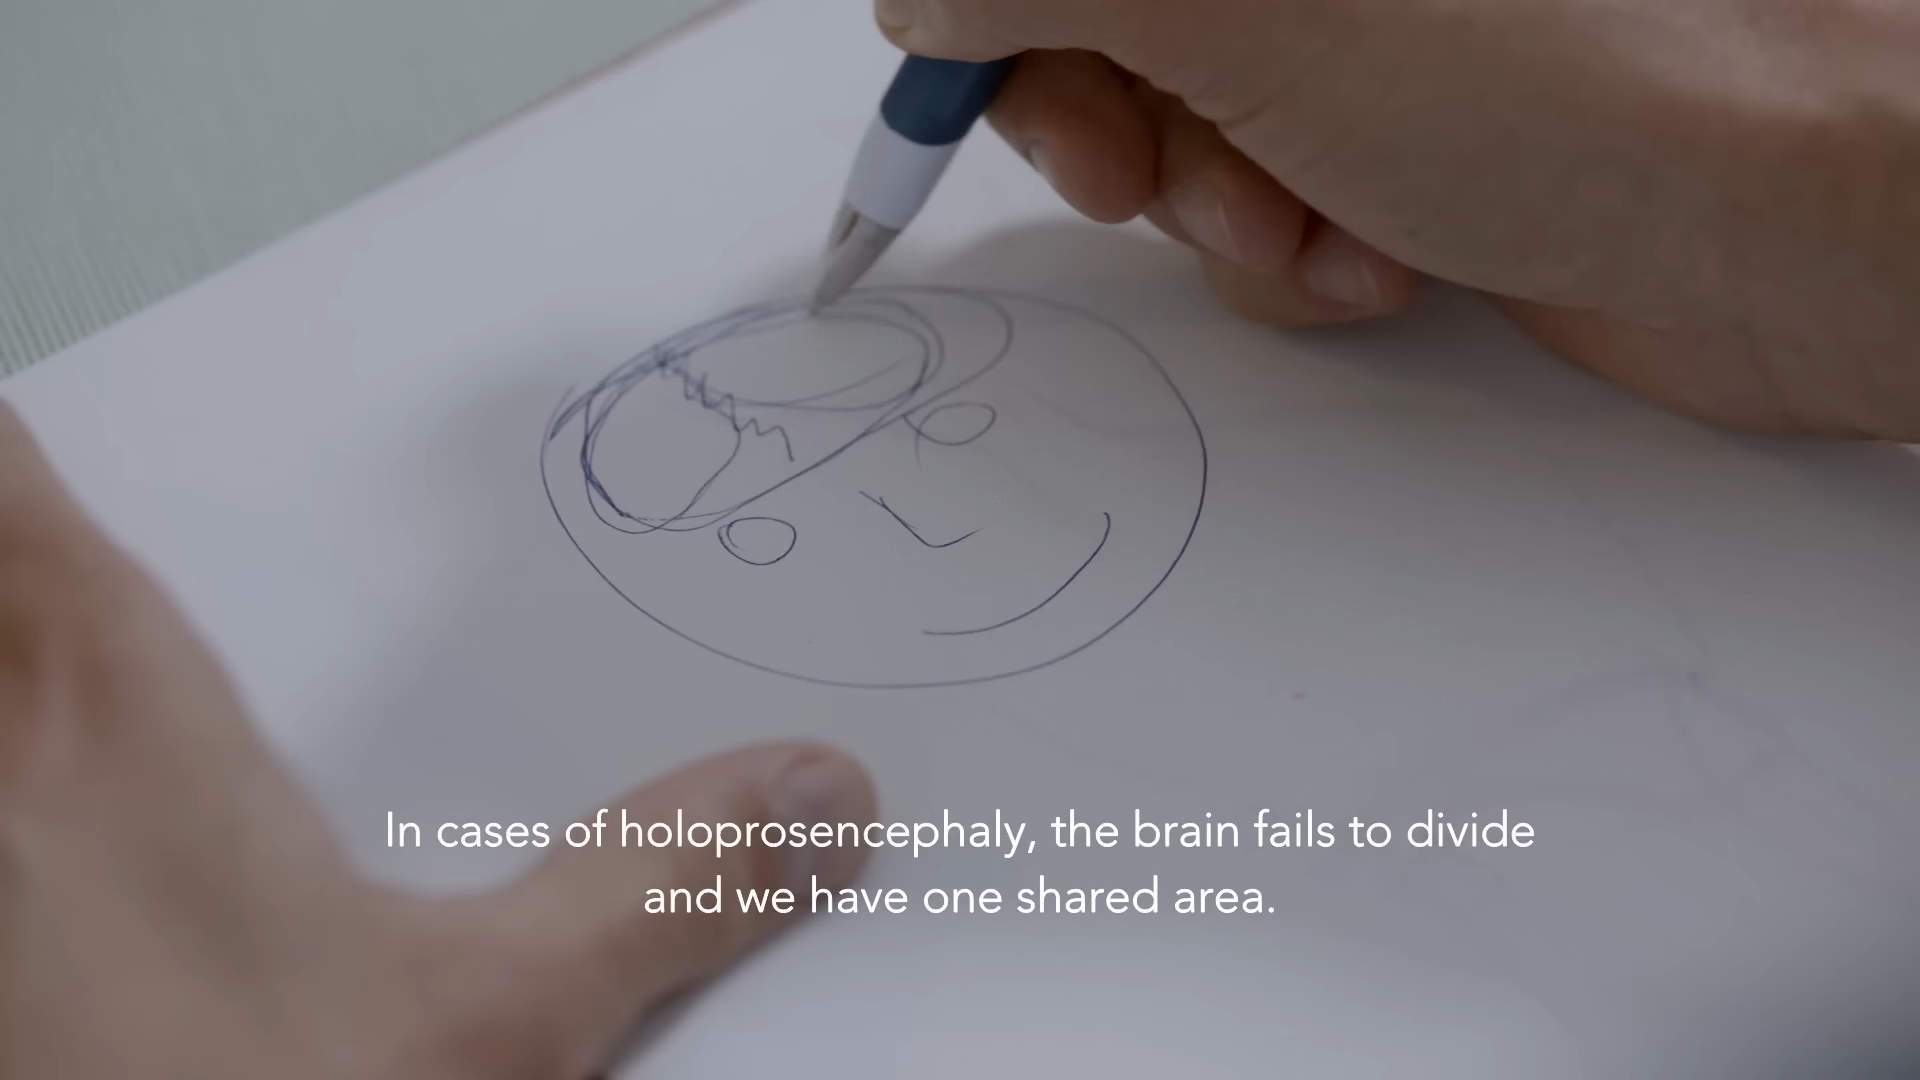 In cases of holoprosencephaly, the brain fails to divide
and we have one shared area.